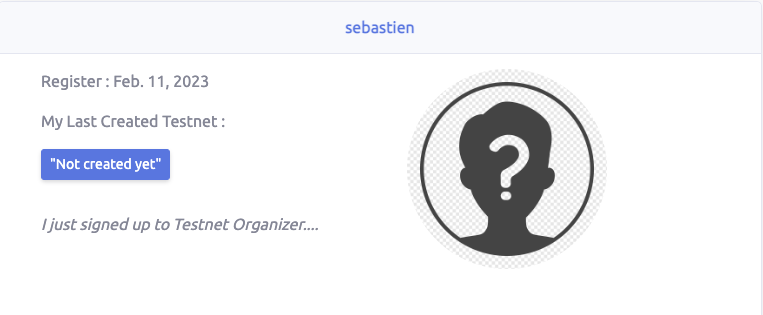 sebastien
Register : Feb. 11, 2023
My Last Created Testnet :
"Not created yet"
I just signed up to Testnet Organizer....
?